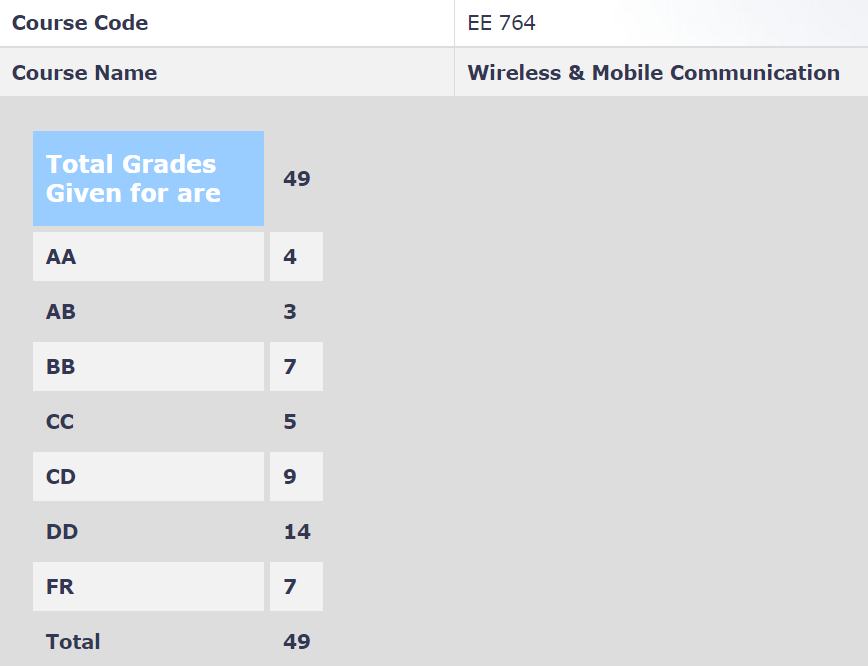 Course Code EE 764
Course Name Wireless & Mobile Communication
Total Grades
Given for are 49
AA 4
AB 3
BB 7
CC 5
CD 9
DD 14
FR 7
Total 49